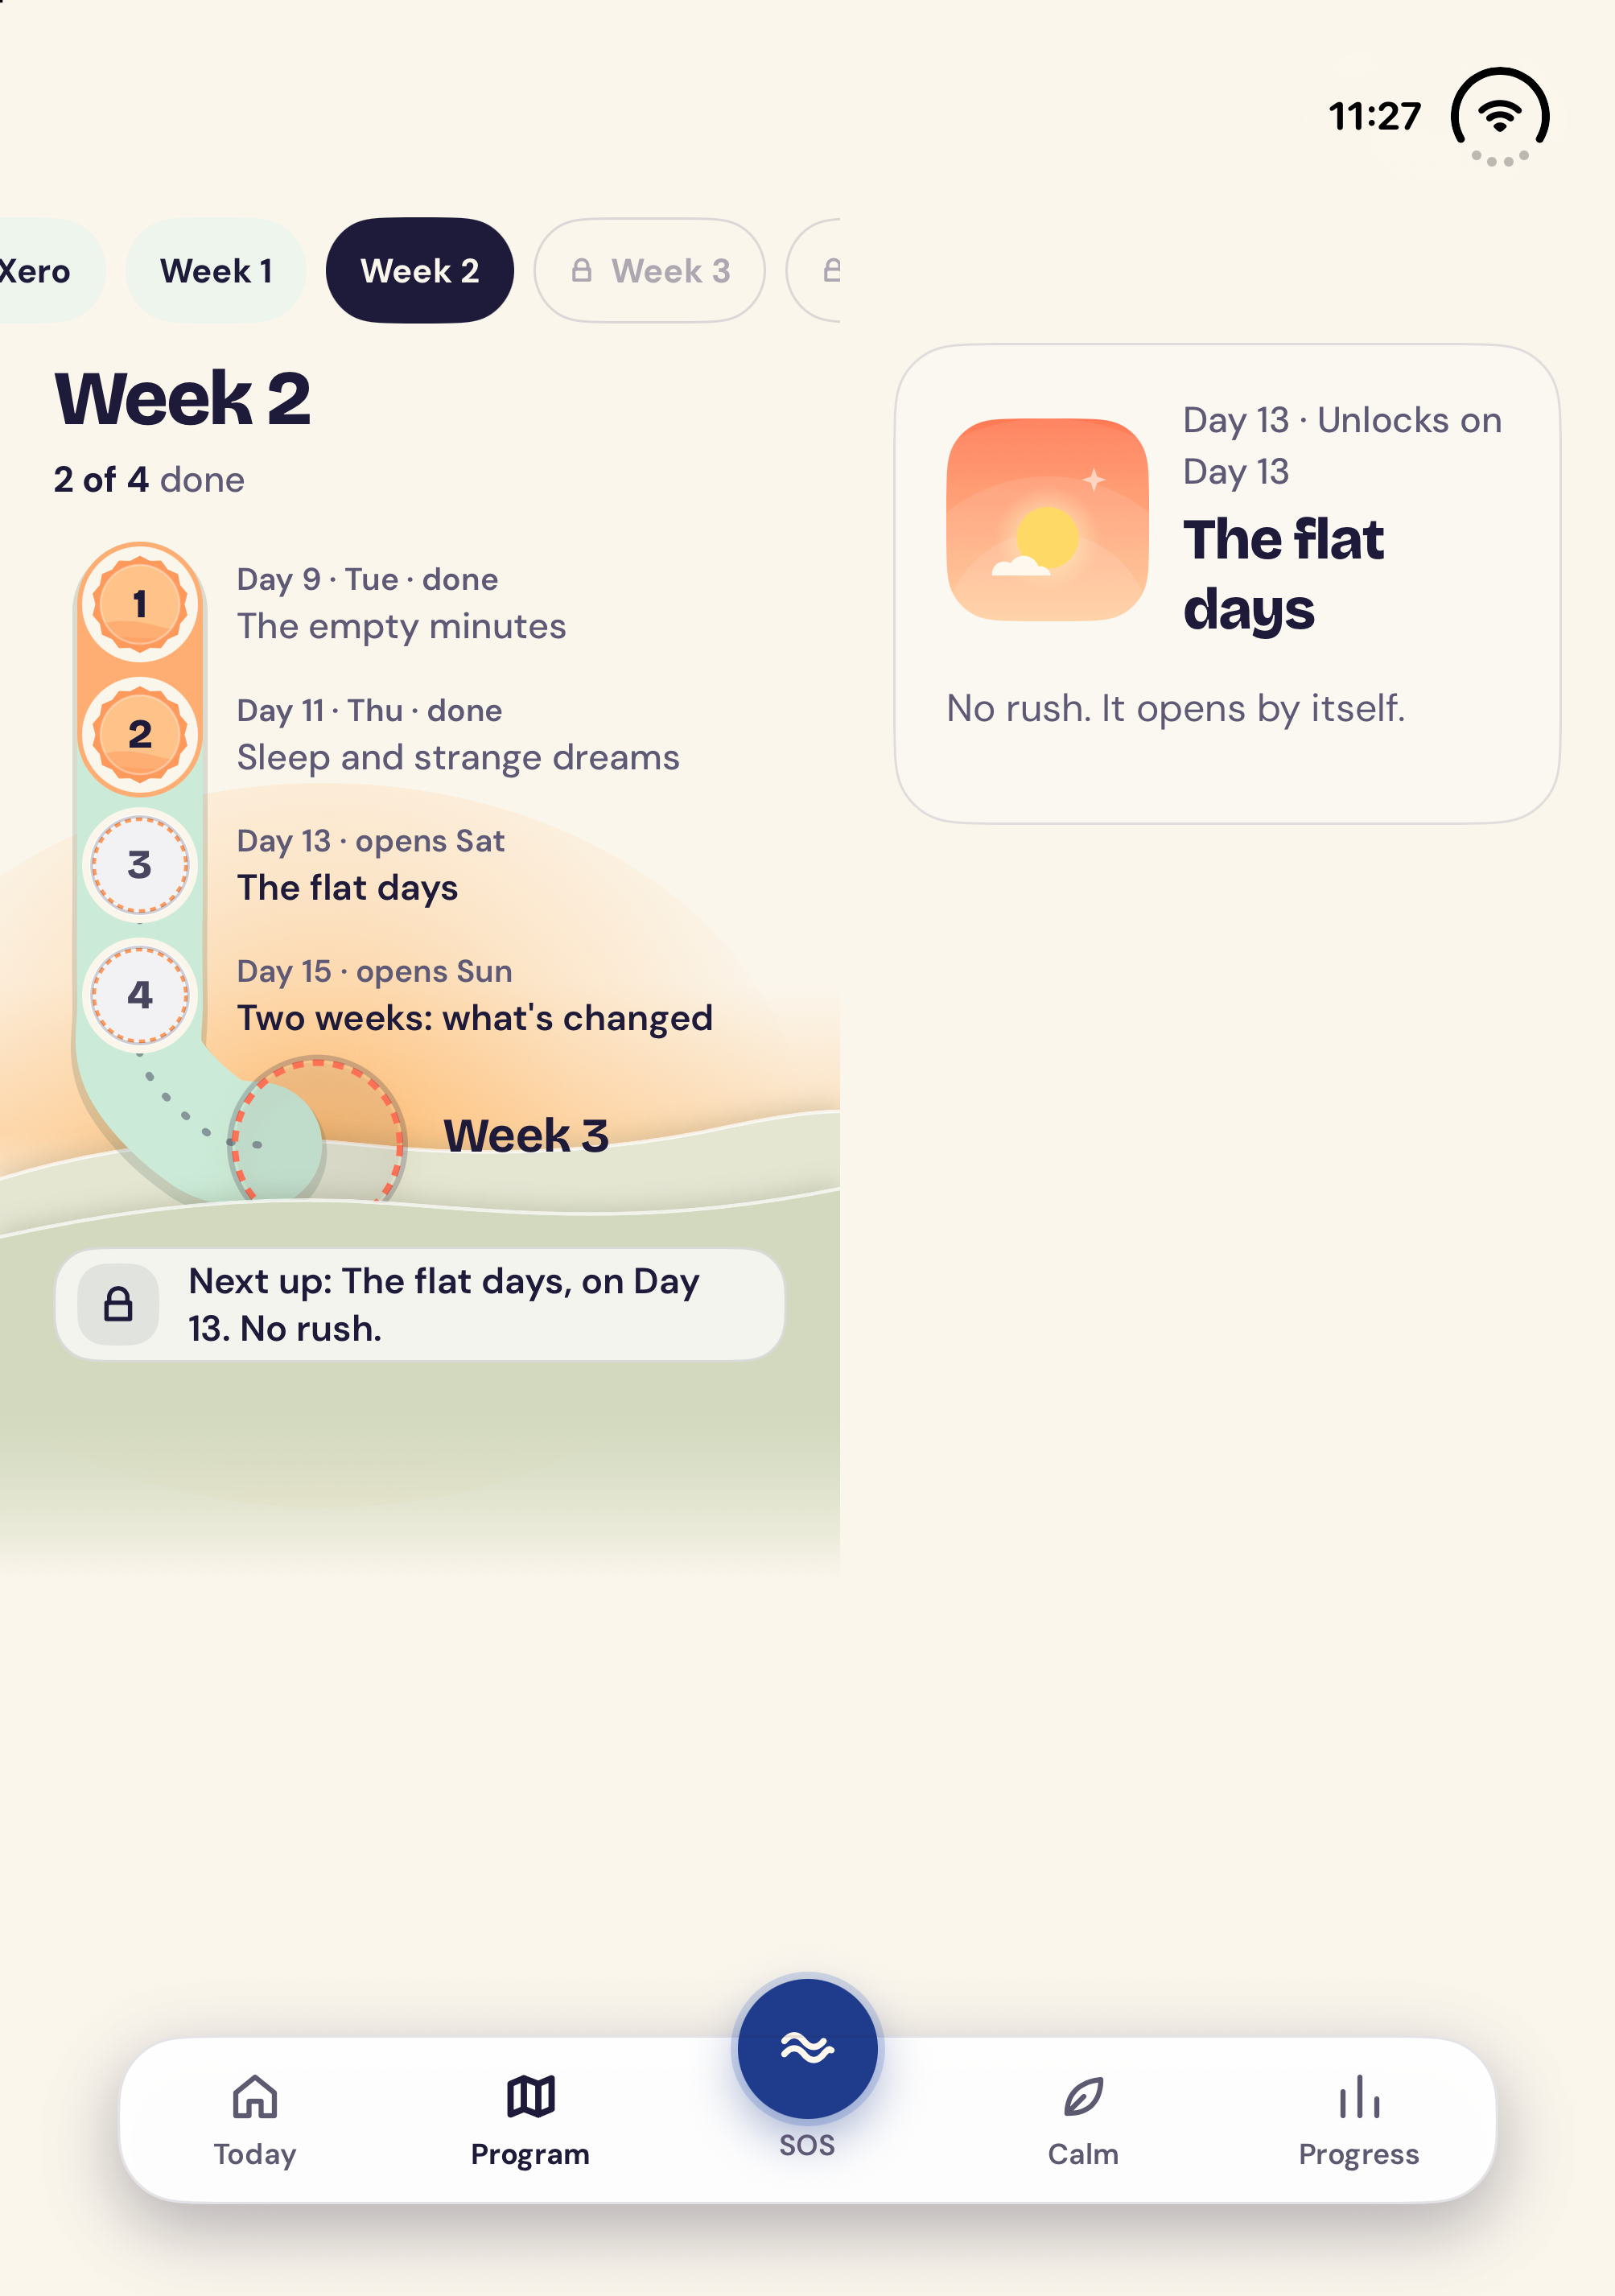 11:27
Xero
Week 1
Week 2
Week 3
Week 2
2 of 4 done
1
Day 9 · Tue · done
The empty minutes
2
Day 11 · Thu · done
Sleep and strange dreams
3
Day 13 · opens Sat
The flat days
4
Day 15 · opens Sun
Two weeks: what's changed
Week 3
Next up: The flat days, on Day
13. No rush.
Day 13 · Unlocks on
Day 13
The flat
days
No rush. It opens by itself.
Today
Program
SOS
Calm
Progress